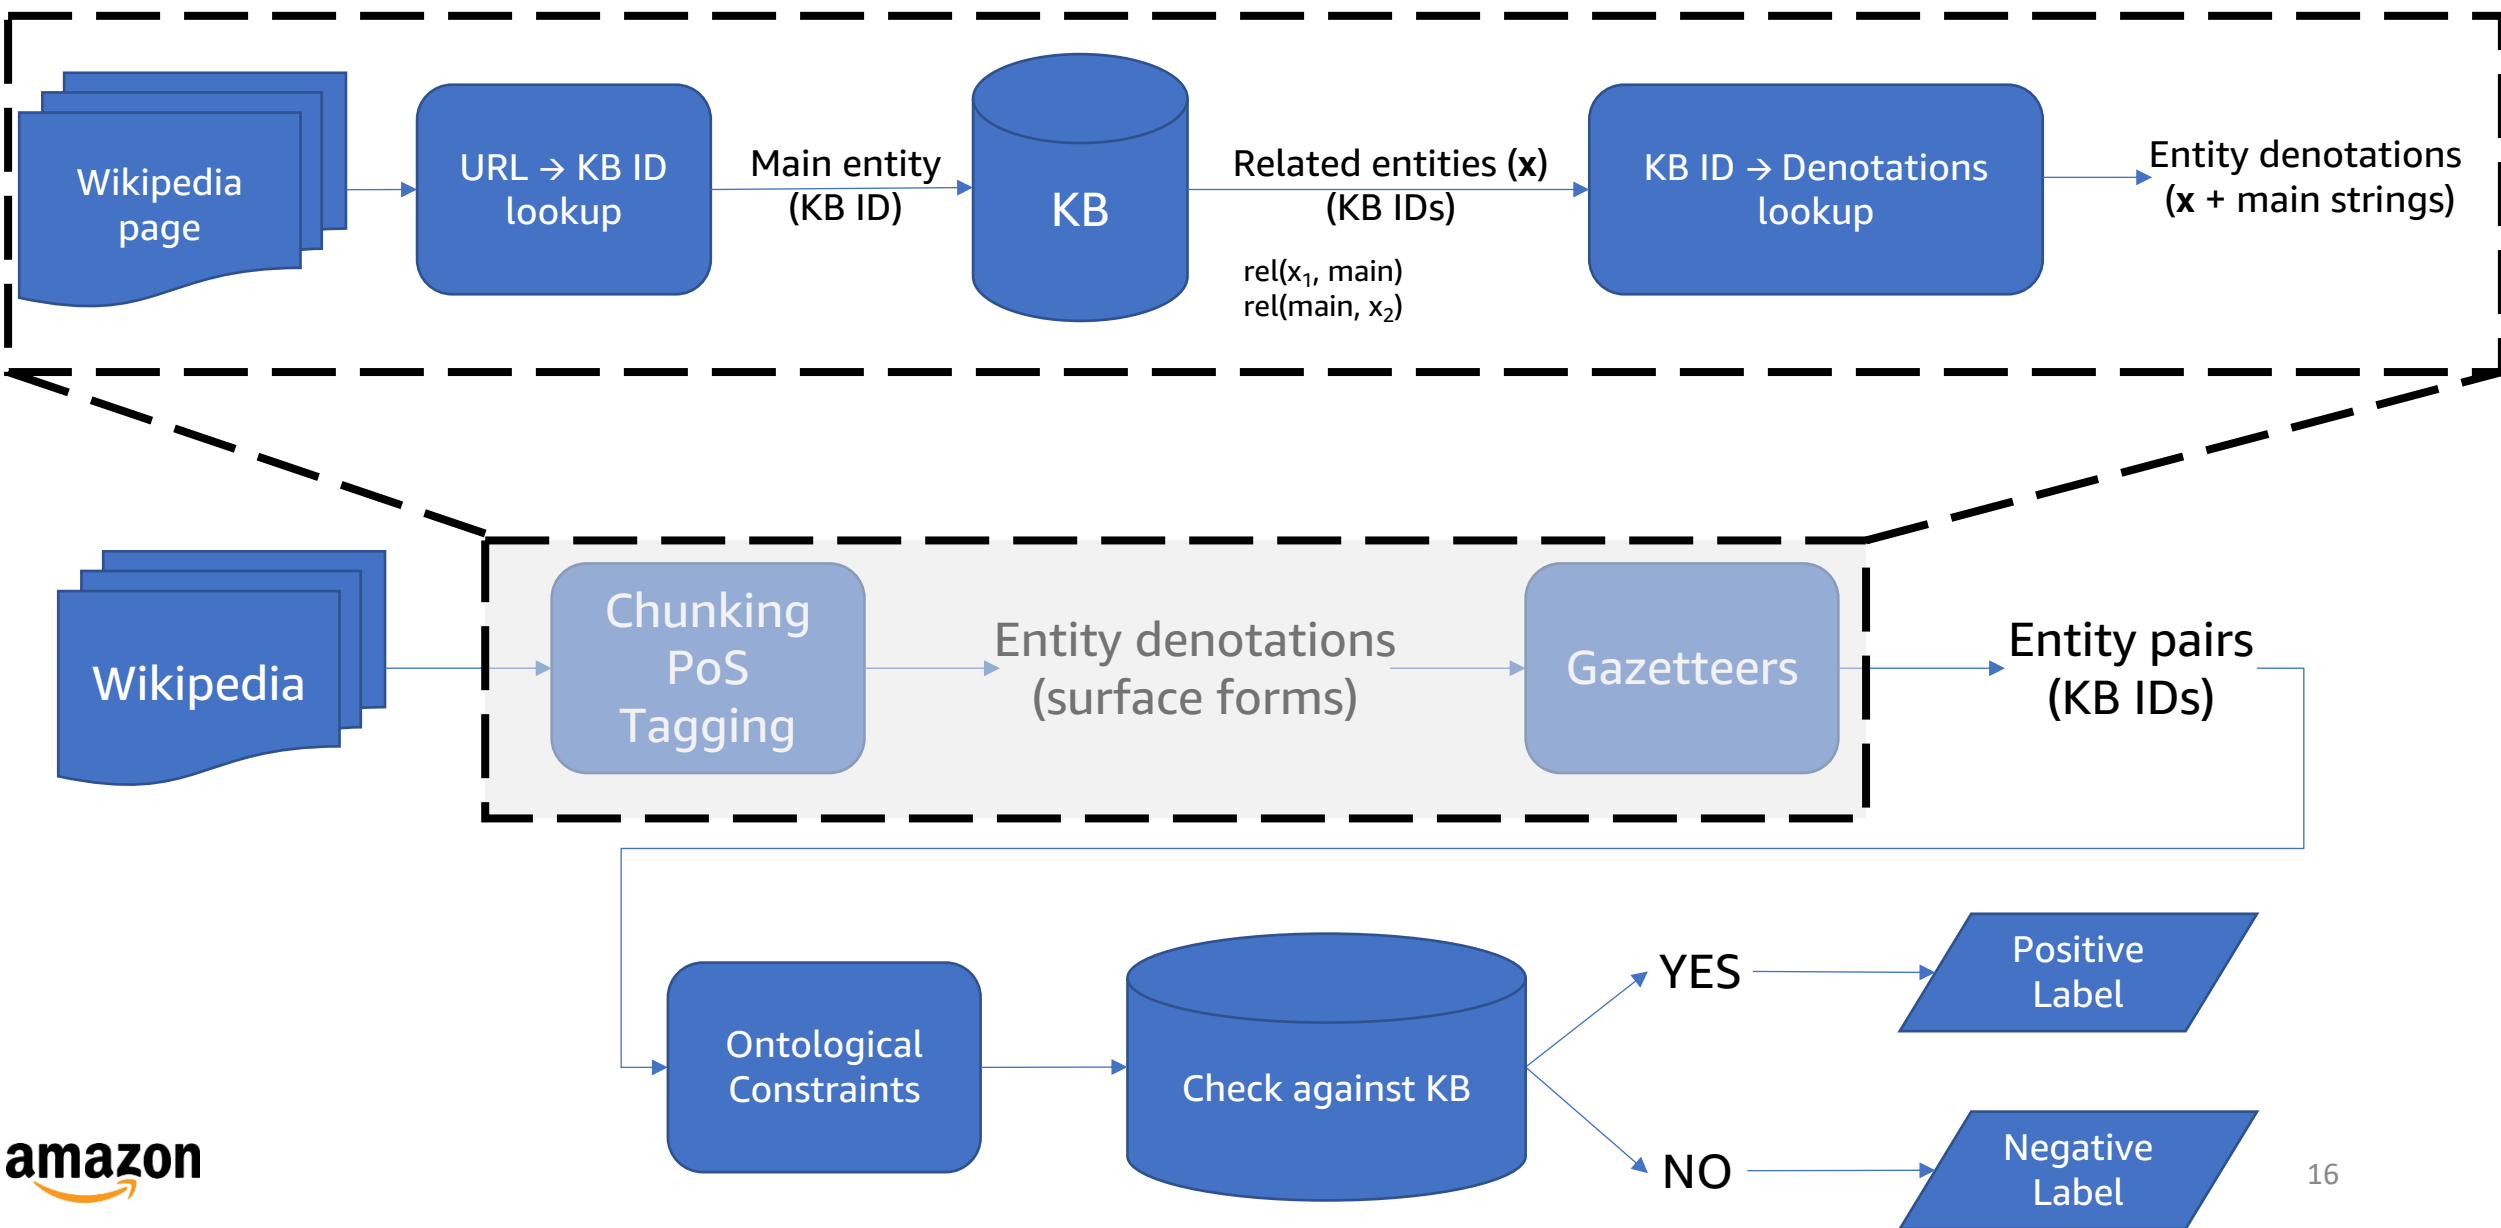 Wikipedia
page
URL → KB ID
lookup
Main entity
(KB ID)
KB
Related entities (x)
(KB IDs)
rel(x₁, main)
rel(main, x₂)
KB ID → Denotations
lookup
Entity denotations
(x + main strings)
Wikipedia
Chunking
PoS
Tagging
Entity denotations
(surface forms)
Gazetteers
Entity pairs
(KB IDs)
Ontological
Constraints
Check against KB
YES
Positive
Label
NO
Negative
Label
amazon
16